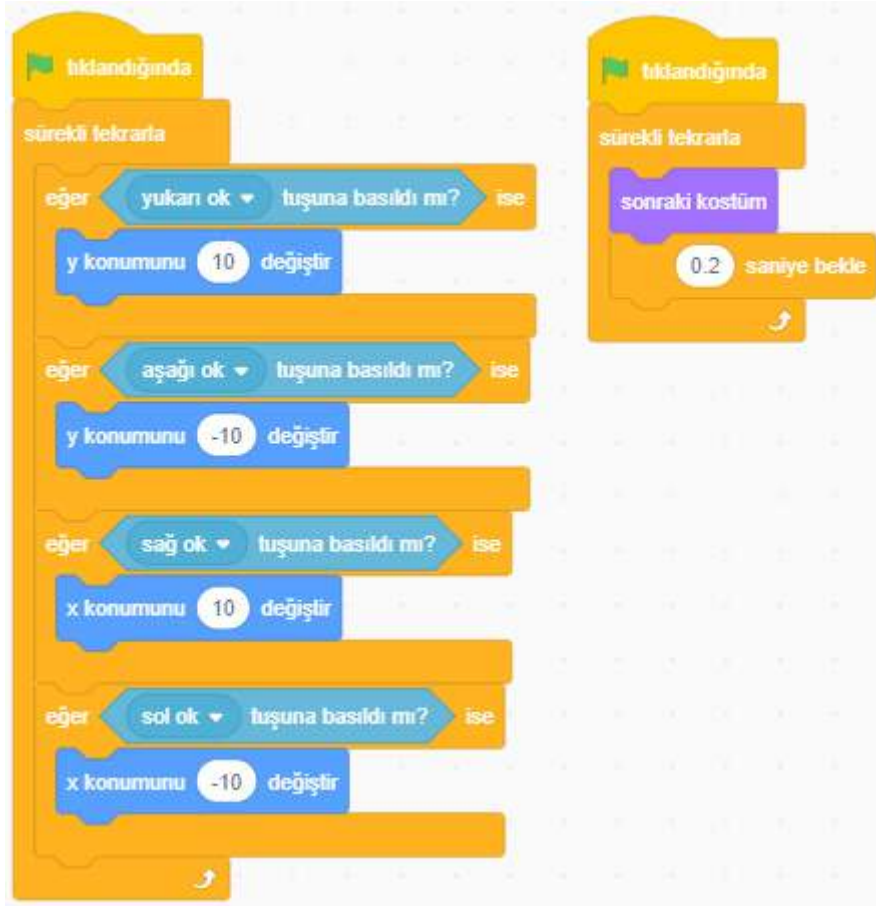 tıklandığında
sürekli tekrarla
eğer yukarı ok tuşuna basıldı mı? ise
y konumunu 10 değiştir
eğer aşağı ok tuşuna basıldı mı? ise
y konumunu -10 değiştir
eğer sağ ok tuşuna basıldı mı? ise
x konumunu 10 değiştir
eğer sol ok tuşuna basıldı mı? ise
x konumunu -10 değiştir
tıklandığında
sürekli tekrarla
sonraki kostüm
0.2 saniye bekle